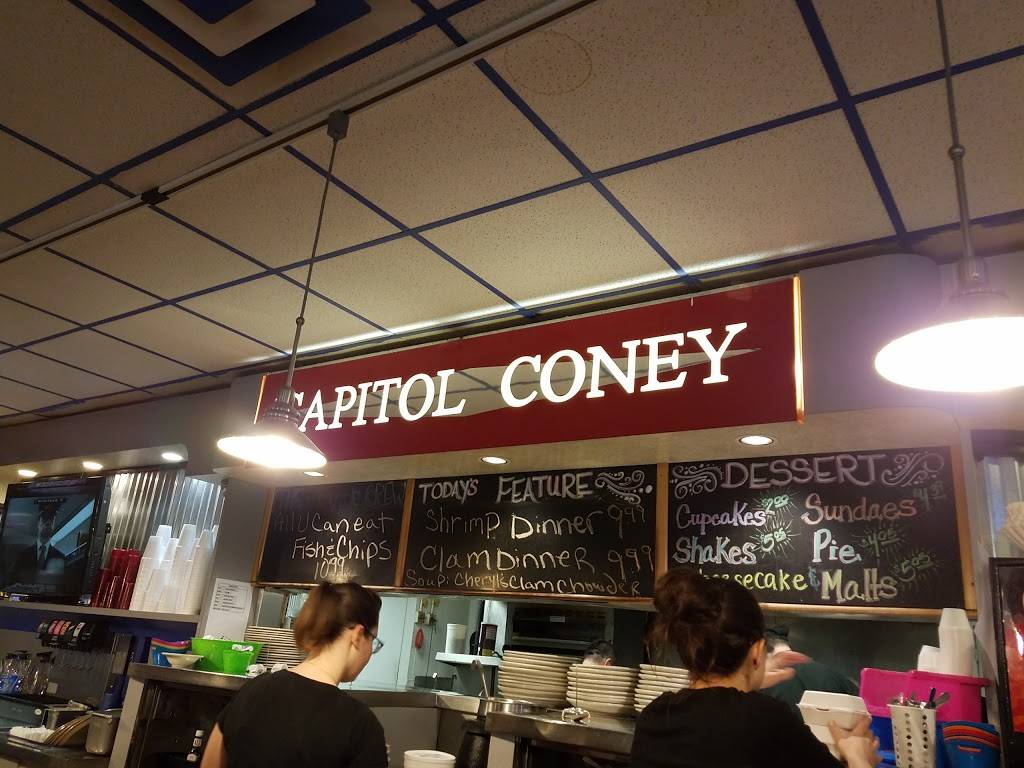 CAPITOL CONEY
All U Can eat
Fish & Chips
10.99
TODAY'S FEATURE
Shrimp Dinner 9.99
Clam Dinner 9.99
Soup: Cheryl's Clam Chowder
DESSERT
Cupcakes
Sundaes
Shakes
Pie
Malts